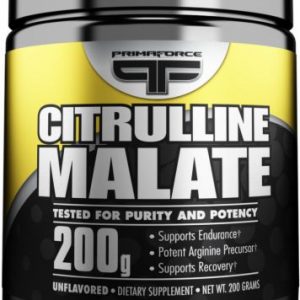 PRIMAFORCE
CITRULLINE
MALATE
TESTED FOR PURITY AND POTENCY
200g
• Supports Endurance†
• Potent Arginine Precursor†
• Supports Recovery†
UNFLAVORED • DIETARY SUPPLEMENT • NET WT. 200 GRAMS